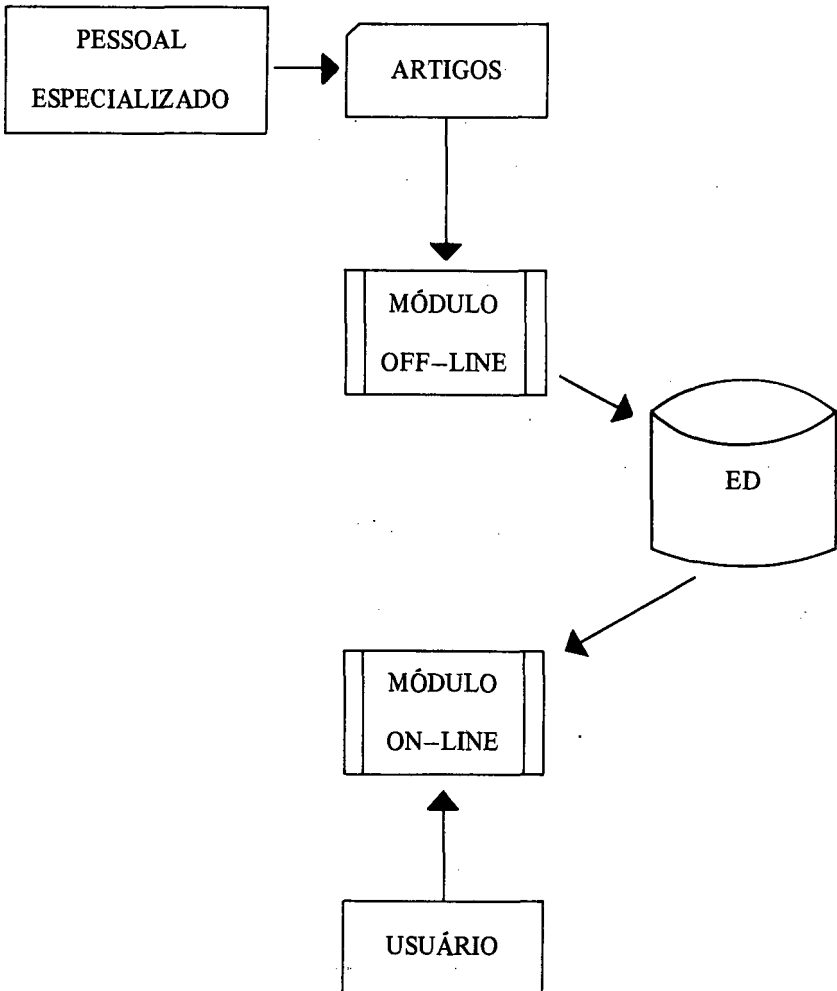 PESSOAL
ESPECIALIZADO
ARTIGOS
MÓDULO
OFF–LINE
ED
MÓDULO
ON–LINE
USUÁRIO